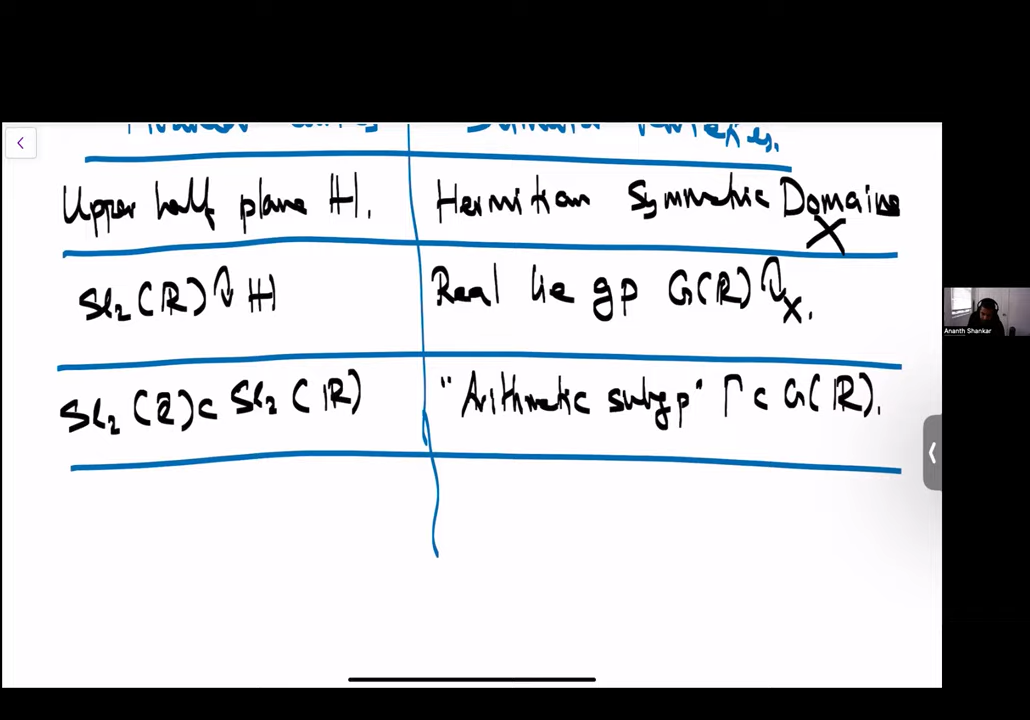 Upper half plane H. Hermitian Symmetric Domains
X
SL₂(ℝ) ↷ H Real lie gp G(ℝ) ↷ X.
SL₂(ℤ) ⊂ SL₂(ℝ) "Arithmetic subgp" Γ ⊂ G(ℝ).
Ananth Shankar